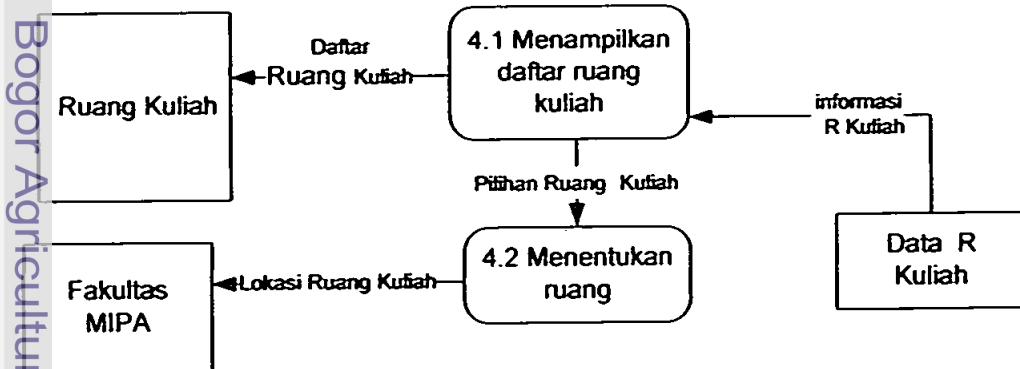 Bogor Agricultur
Ruang Kuliah
Daftar
Ruang Kuliah
4.1 Menampilkan
daftar ruang
kuliah
informasi
R Kuliah
Pilihan Ruang Kuliah
Fakultas
MIPA
Lokasi Ruang Kuliah
4.2 Menentukan
ruang
Data R
Kuliah